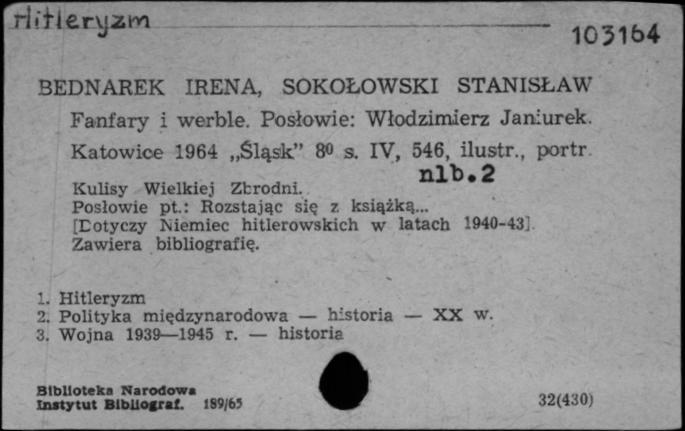 Hitleryzm
103164
BEDNAREK IRENA, SOKOŁOWSKI STANISŁAW
Fanfary i werble. Posłowie: Włodzimierz Janiurek.
Katowice 1964 „Śląsk” 8⁰ s. IV, 546, ilustr., portr.
nlb.2
Kulisy Wielkiej Zbrodni.
Posłowie pt.: Rozstając się z książką...
[Dotyczy Niemiec hitlerowskich w latach 1940-43].
Zawiera bibliografię.
1. Hitleryzm
2. Polityka międzynarodowa — historia — XX w.
3. Wojna 1939—1945 r. — historia
Biblioteka Narodowa
Instytut Bibliograf. 189/65
32(430)